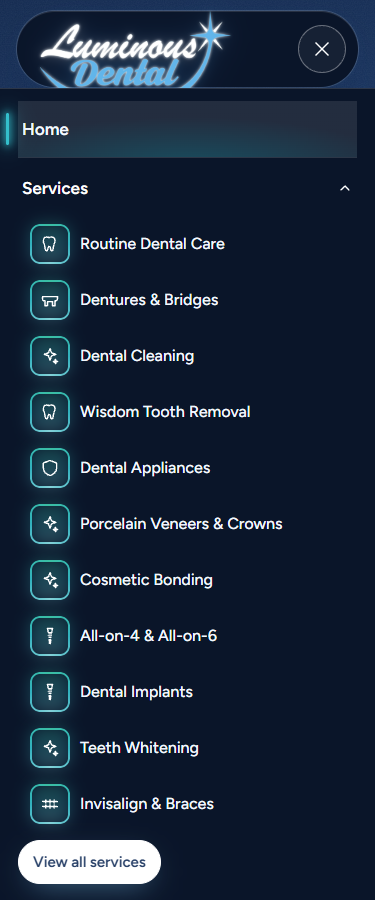 Luminous
Dental
Home
Services
Routine Dental Care
Dentures & Bridges
Dental Cleaning
Wisdom Tooth Removal
Dental Appliances
Porcelain Veneers & Crowns
Cosmetic Bonding
All-on-4 & All-on-6
Dental Implants
Teeth Whitening
Invisalign & Braces
View all services